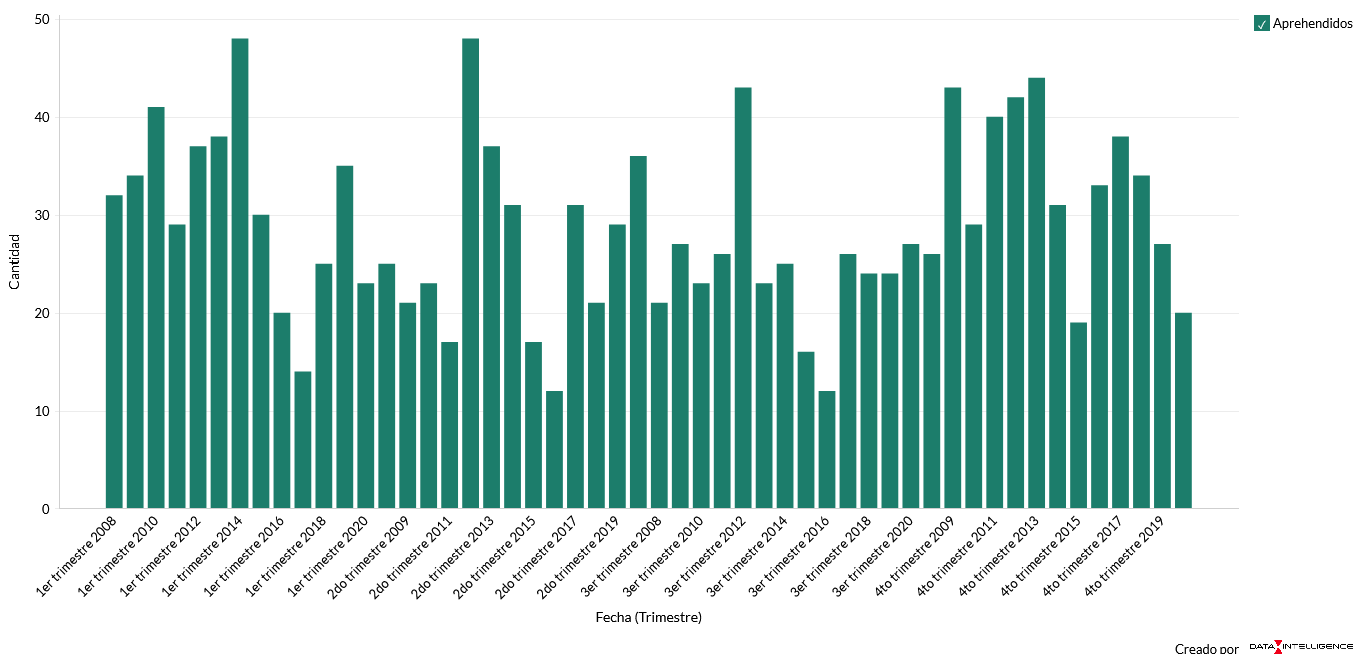 50
Aprehendidos
40
30
20
10
0
Cantidad
1er trimestre 2008
1er trimestre 2010
1er trimestre 2012
1er trimestre 2014
1er trimestre 2016
1er trimestre 2018
1er trimestre 2020
2do trimestre 2009
2do trimestre 2011
2do trimestre 2013
2do trimestre 2015
2do trimestre 2017
2do trimestre 2019
3er trimestre 2008
3er trimestre 2010
3er trimestre 2012
3er trimestre 2014
3er trimestre 2016
3er trimestre 2018
3er trimestre 2020
4to trimestre 2009
4to trimestre 2011
4to trimestre 2013
4to trimestre 2015
4to trimestre 2017
4to trimestre 2019
Fecha (Trimestre)
Creado por DATA INTELLIGENCE